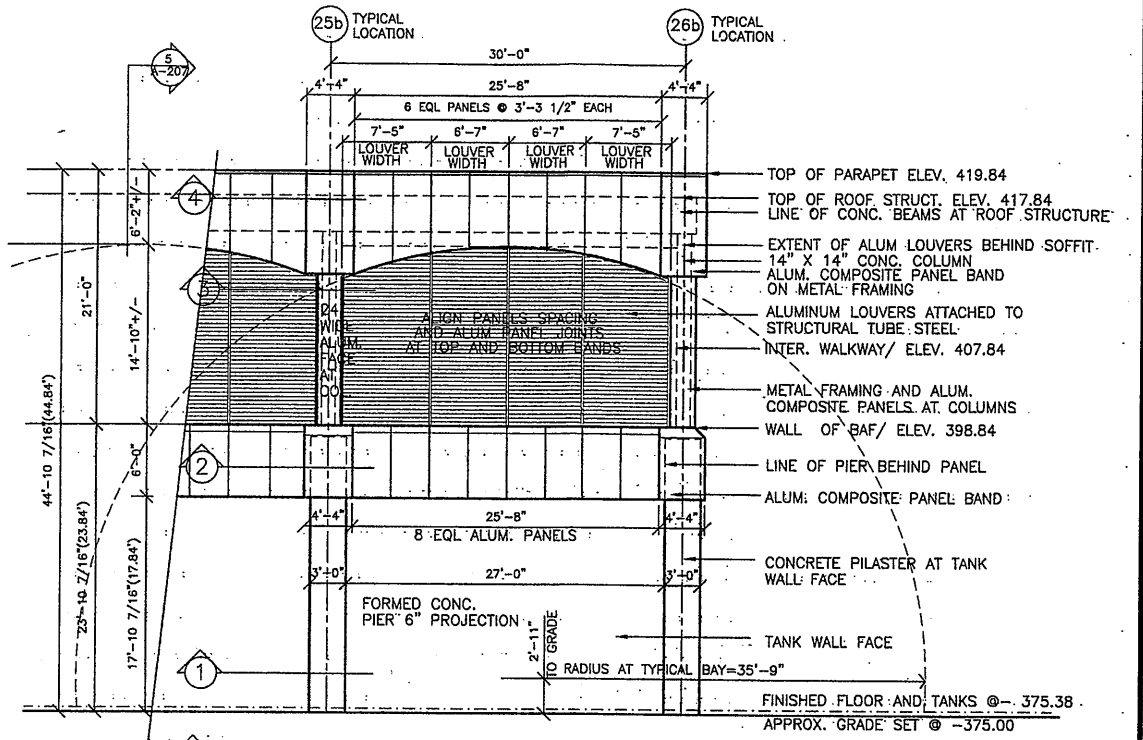 25b
TYPICAL
LOCATION
26b
TYPICAL
LOCATION
5
A-207
30'-0"
4'-4"
25'-8"
4'-4"
6 EQL PANELS @ 3'-3 1/2" EACH
7'-5"
LOUVER
WIDTH
6'-7"
LOUVER
WIDTH
6'-7"
LOUVER
WIDTH
7'-5"
LOUVER
WIDTH
TOP OF PARAPET ELEV. 419.84
TOP OF ROOF STRUCT. ELEV. 417.84
LINE OF CONC. BEAMS AT ROOF STRUCTURE
EXTENT OF ALUM LOUVERS BEHIND SOFFIT
14" X 14" CONC. COLUMN
ALUM. COMPOSITE PANEL BAND
ON METAL FRAMING
ALUMINUM LOUVERS ATTACHED TO
STRUCTURAL TUBE STEEL
INTER. WALKWAY/ ELEV. 407.84
METAL FRAMING AND ALUM.
COMPOSITE PANELS AT COLUMNS
WALL OF BAF/ ELEV. 398.84
LINE OF PIER BEHIND PANEL
ALUM. COMPOSITE PANEL BAND
CONCRETE PILASTER AT TANK
WALL FACE
TANK WALL FACE
4
3
2
1
6'-2"+/-
14'-10"+/-
6'-0"
17'-10 7/16"(17.84')
21'-0"
23'-10 7/16"(23.84')
44'-10 7/16"(44.84')
24
WIDE
ALUM.
FACE
AT
CO
ALIGN PANELS SPACING
AND ALUM PANEL JOINTS
AT TOP AND BOTTOM BANDS
4'-4"
25'-8"
4'-4"
8 EQL ALUM. PANELS
3'-0"
27'-0"
3'-0"
FORMED CONC.
PIER 6" PROJECTION
2'-11"
TO GRADE
TO RADIUS AT TYPICAL BAY=35'-9"
FINISHED FLOOR AND TANKS @- 375.38
APPROX. GRADE SET @ -375.00